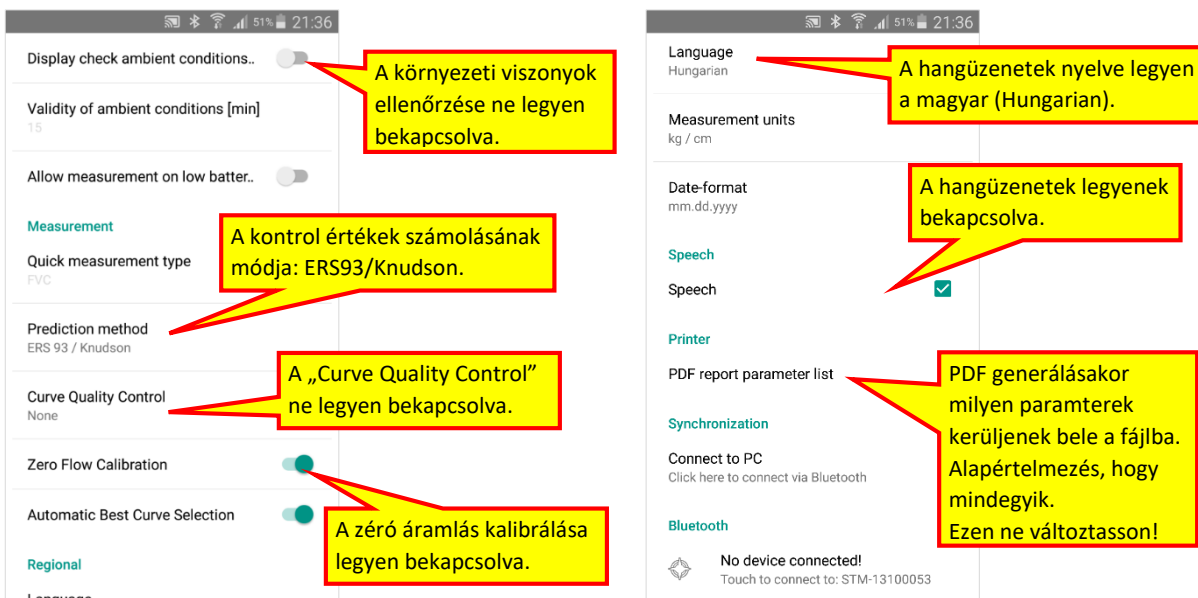 51% 21:36
Display check ambient conditions..
A környezeti viszonyok
ellenőrzése ne legyen
bekapcsolva.
Validity of ambient conditions [min]
15
Allow measurement on low batter..
Measurement
A kontrol értékek számolásának
módja: ERS93/Knudson.
Quick measurement type
FVC
Prediction method
ERS 93 / Knudson
A „Curve Quality Control”
ne legyen bekapcsolva.
Curve Quality Control
None
Zero Flow Calibration
Automatic Best Curve Selection
A zéró áramlás kalibrálása
legyen bekapcsolva.
Regional
Language
51% 21:36
Language
Hungarian
A hangüzenetek nyelve legyen
a magyar (Hungarian).
Measurement units
kg / cm
Date-format
mm.dd.yyyy
A hangüzenetek legyenek
bekapcsolva.
Speech
Speech
Printer
PDF report parameter list
PDF generálásakor
milyen paramterek
kerüljenek bele a fájlba.
Alapértelmezés, hogy
mindegyik.
Ezen ne változtasson!
Synchronization
Connect to PC
Click here to connect via Bluetooth
Bluetooth
No device connected!
Touch to connect to: STM-13100053